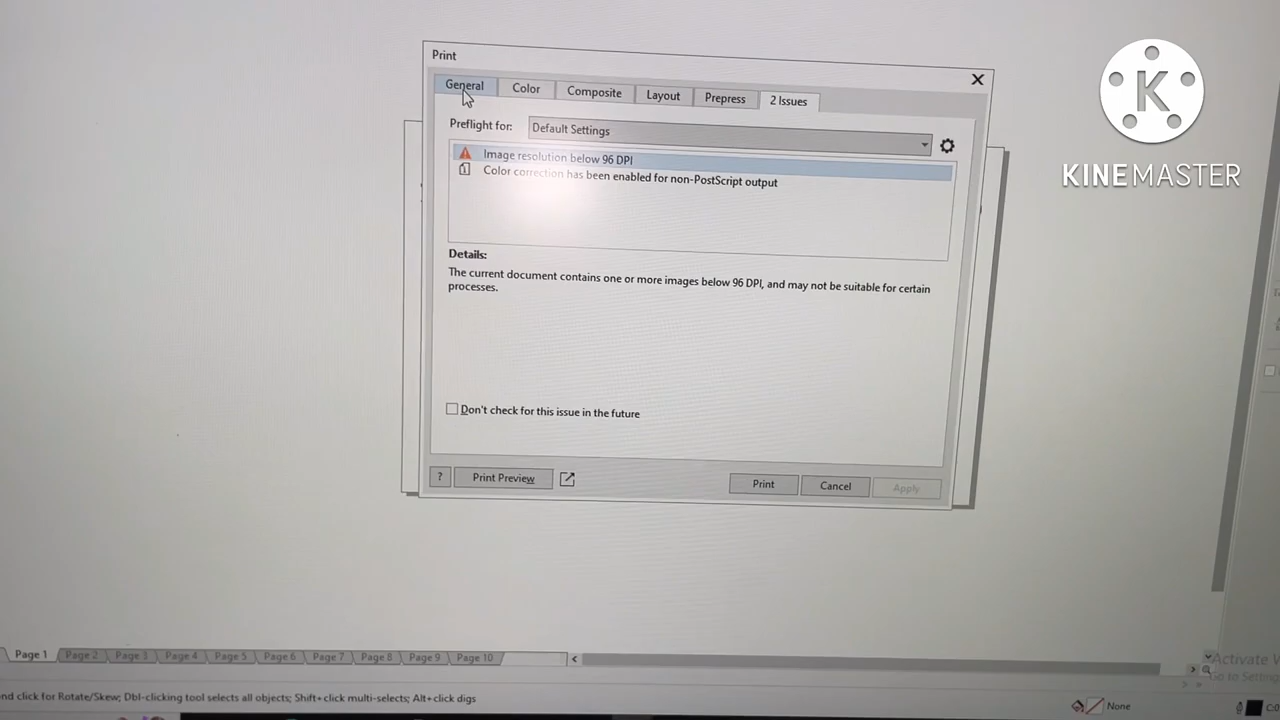 Print
General Color Composite Layout Prepress 2 Issues
K
KINEMASTER
Preflight for: Default Settings
Image resolution below 96 DPI
Color correction has been enabled for non-PostScript output
Details:
The current document contains one or more images below 96 DPI, and may not be suitable for certain
processes.
Don't check for this issue in the future
? Print Preview Print Cancel Apply
Page 1 Page 2 Page 3 Page 4 Page 5 Page 6 Page 7 Page 8 Page 9 Page 10
Activate
Go to
nd click for Rotate/Skew; Dbl-clicking tool selects all objects; Shift+click multi-selects; Alt+click digs
None